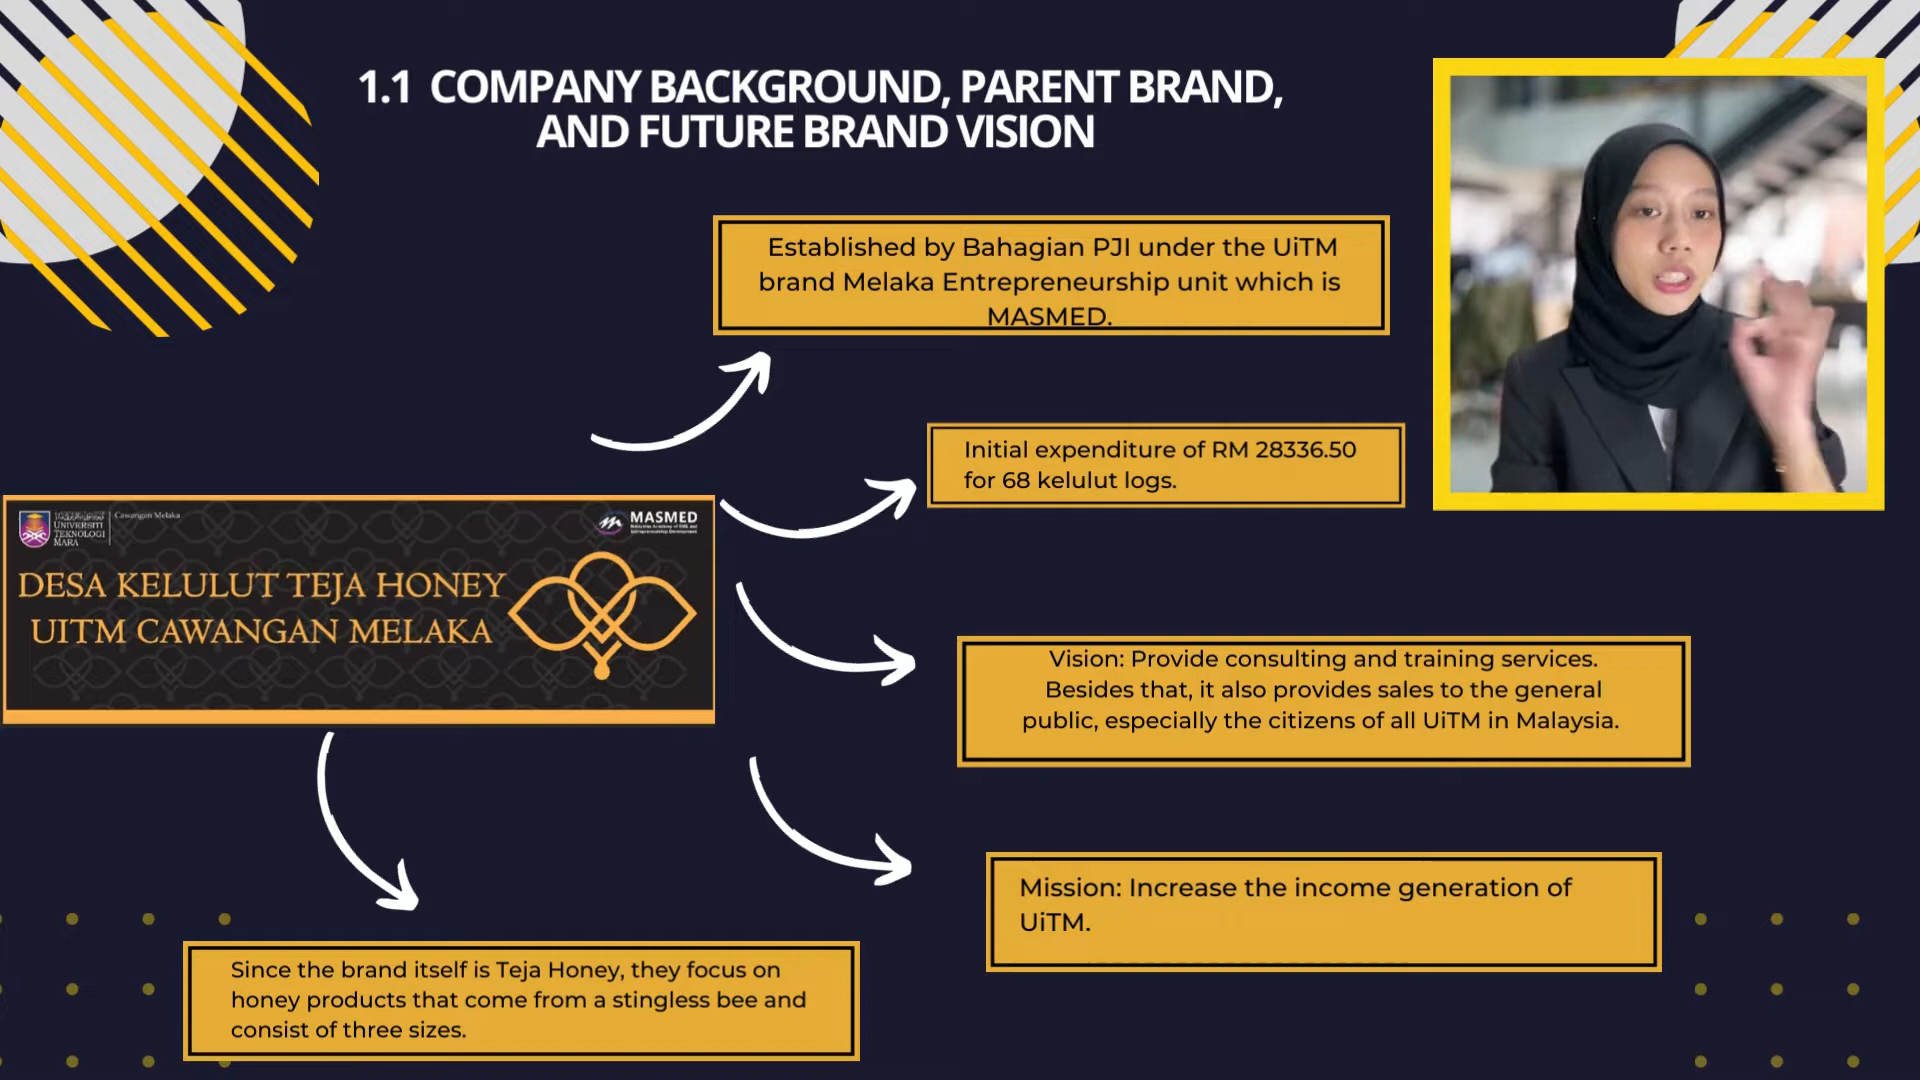 1.1 COMPANY BACKGROUND, PARENT BRAND,
AND FUTURE BRAND VISION
Established by Bahagian PJI under the UiTM
brand Melaka Entrepreneurship unit which is
MASMED.
Initial expenditure of RM 28336.50
for 68 kelulut logs.
UNIVERSITI
TEKNOLOGI
MARA
Cawangan Melaka
MASMED
DESA KELULUT TEJA HONEY
UITM CAWANGAN MELAKA
Vision: Provide consulting and training services.
Besides that, it also provides sales to the general
public, especially the citizens of all UiTM in Malaysia.
Mission: Increase the income generation of
UiTM.
Since the brand itself is Teja Honey, they focus on
honey products that come from a stingless bee and
consist of three sizes.